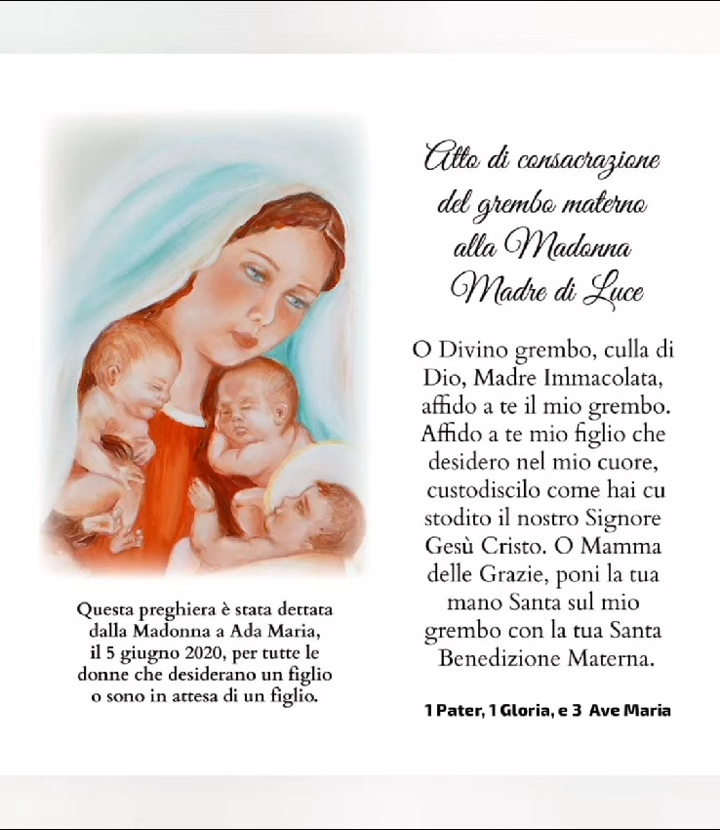 Atto di consacrazione
del grembo materno
alla Madonna
Madre di Luce
O Divino grembo, culla di
Dio, Madre Immacolata,
affido a te il mio grembo.
Affido a te mio figlio che
desidero nel mio cuore,
custodiscilo come hai cu
stodito il nostro Signore
Gesù Cristo. O Mamma
delle Grazie, poni la tua
mano Santa sul mio
grembo con la tua Santa
Benedizione Materna.
1 Pater, 1 Gloria, e 3 Ave Maria
Questa preghiera è stata dettata
dalla Madonna a Ada Maria,
il 5 giugno 2020, per tutte le
donne che desiderano un figlio
o sono in attesa di un figlio.